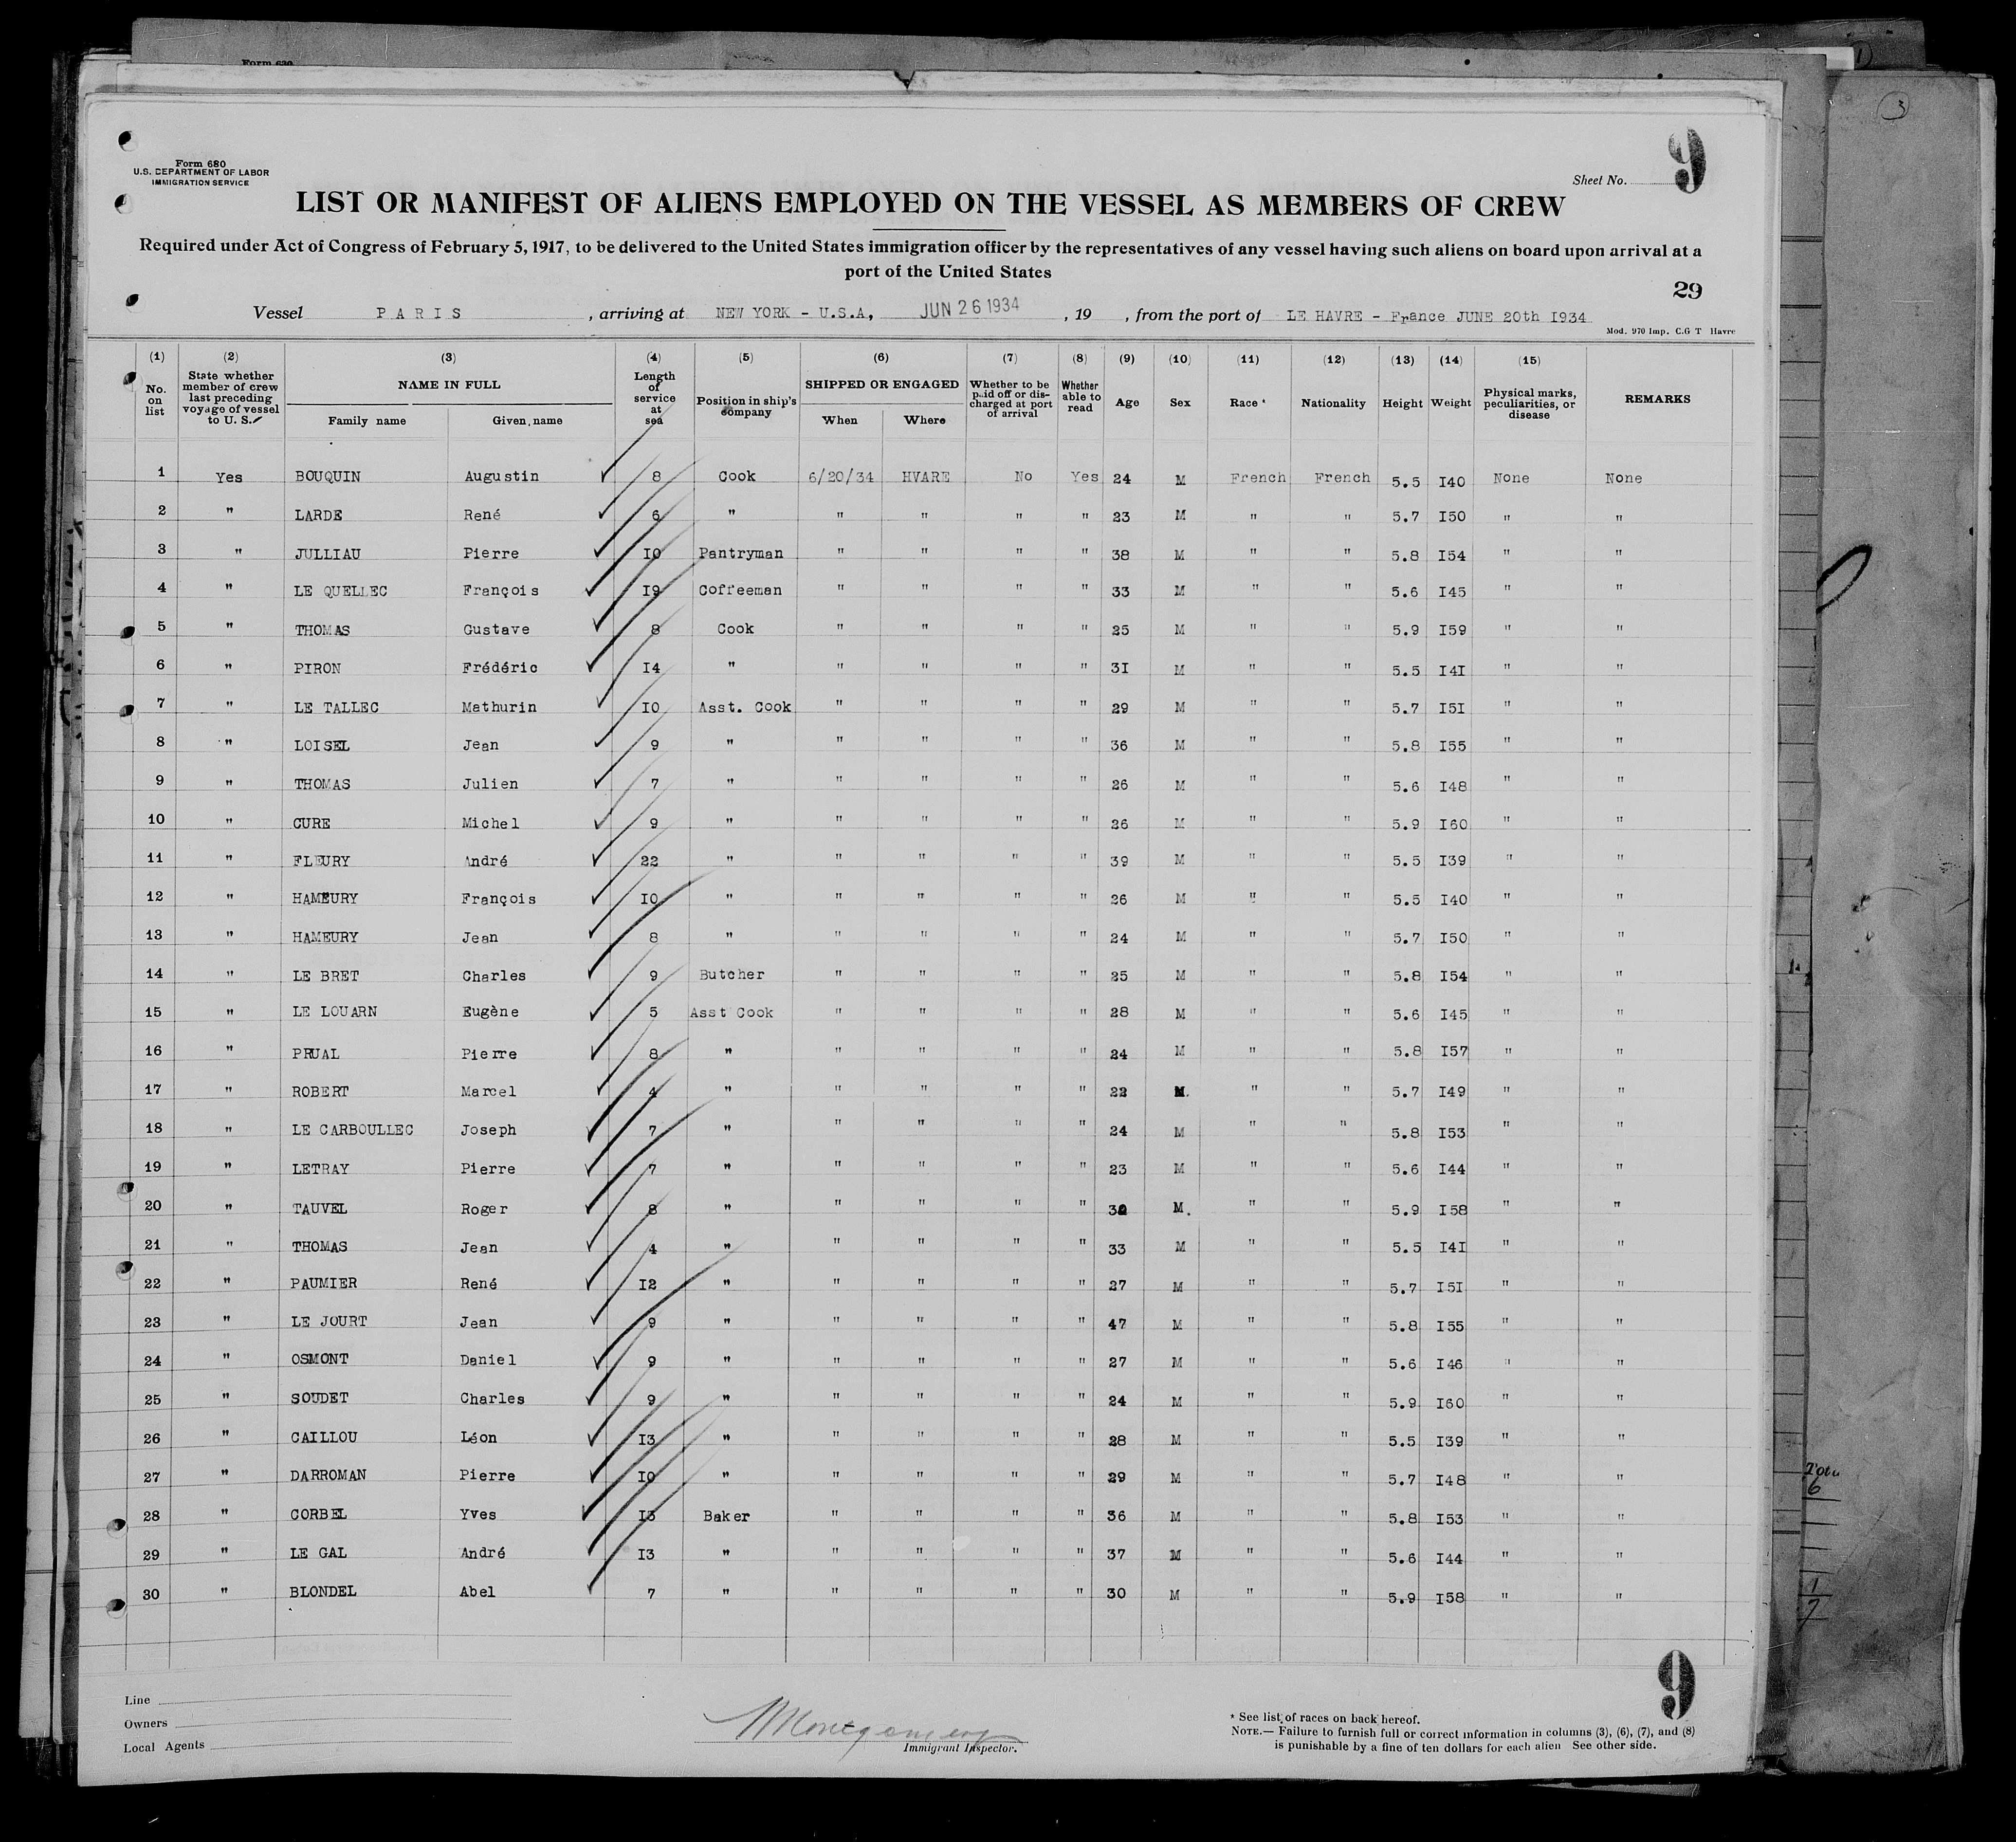 Form 630
Form 680
U.S. DEPARTMENT OF LABOR
IMMIGRATION SERVICE
Sheet No. 9
LIST OR MANIFEST OF ALIENS EMPLOYED ON THE VESSEL AS MEMBERS OF CREW
Required under Act of Congress of February 5, 1917, to be delivered to the United States immigration officer by the representatives of any vessel having such aliens on board upon arrival at a
port of the United States
29
Vessel PARIS , arriving at NEW YORK - U.S.A, JUN 26 1934 , 19 , from the port of LE HAVRE - France JUNE 20th I934
Mod. 970 Imp. C.G T Havre
(1) (2) (3) (4) (5) (6) (7) (8) (9) (10) (11) (12) (13) (14) (15)
No. on list State whether member of crew last preceding voyage of vessel to U. S. NAME IN FULL Family name Given name Length of service at sea Position in ship's company SHIPPED OR ENGAGED When Where Whether to be paid off or discharged at port of arrival Whether able to read Age Sex Race * Nationality Height Weight Physical marks, peculiarities, or disease REMARKS
1 Yes BOUQUIN Augustin 8 Cook 6/20/34 HVARE No Yes 24 M French French 5.5 I40 None None
2 " LARDE René 6 " " " " " 23 M " " 5.7 I50 " "
3 " JULLIAU Pierre I0 Pantryman " " " " 38 M " " 5.8 I54 " "
4 " LE QUELLEC François I9 Coffeeman " " " " 33 M " " 5.6 I45 " "
5 " THOMAS Gustave 8 Cook " " " " 25 M " " 5.9 I59 " "
6 " PIRON Frédéric I4 " " " " " 3I M " " 5.5 I4I " "
7 " LE TALLEC Mathurin I0 Asst. Cook " " " " 29 M " " 5.7 I5I " "
8 " LOISEL Jean 9 " " " " " 36 M " " 5.8 I55 " "
9 " THOMAS Julien 7 " " " " " 26 M " " 5.6 I48 " "
10 " CURE Michel 9 " " " " " 26 M " " 5.9 I60 " "
11 " FLEURY André 22 " " " " " 39 M " " 5.5 I39 " "
12 " HAMEURY François I0 " " " " " 26 M " " 5.5 I40 " "
13 " HAMEURY Jean 8 " " " " " 24 M " " 5.7 I50 " "
14 " LE BRET Charles 9 Butcher " " " " 25 M " " 5.8 I54 " "
15 " LE LOUARN Eugène 5 Asst Cook " " " " 28 M " " 5.6 I45 " "
16 " PRUAL Pierre 8 " " " " " 24 M " " 5.8 I57 " "
17 " ROBERT Marcel 4 " " " " " 22 M. " " 5.7 I49 " "
18 " LE CARBOULLEC Joseph 7 " " " " " 24 M " " 5.8 I53 " "
19 " LETRAY Pierre 7 " " " " " 23 M " " 5.6 I44 " "
20 " TAUVEL Roger 8 " " " " " M. " " 5.9 I58 " "
21 " THOMAS Jean 4 " " " " " 33 M " " 5.5 I4I " "
22 " PAUMIER René I2 " " " " " 27 M " " 5.7 I5I " "
23 " LE JOURT Jean 9 " " " " " 47 M " " 5.8 I55 " "
24 " OSMONT Daniel 9 " " " " " 27 M " " 5.6 I46 " "
25 " SOUDET Charles 9 " " " " " 24 M " " 5.9 I60 " "
26 " CAILLOU Léon I3 " " " " " 28 M " " 5.5 I39 " "
27 " DARROMAN Pierre I0 " " " " " 29 M " " 5.7 I48 " "
28 " CORBEL Yves I3 Baker " " " " 36 M " " 5.8 I53 " "
29 " LE GAL André I3 " " " " " 37 M " " 5.6 I44 " "
30 " BLONDEL Abel 7 " " " " " 30 M " " 5.9 I58 " "
9
Line
Owners
Local Agents
Montgomery
Immigrant Inspector.
* See list of races on back hereof.
NOTE.— Failure to furnish full or correct information in columns (3), (6), (7), and (8)
is punishable by a fine of ten dollars for each alien See other side.
3